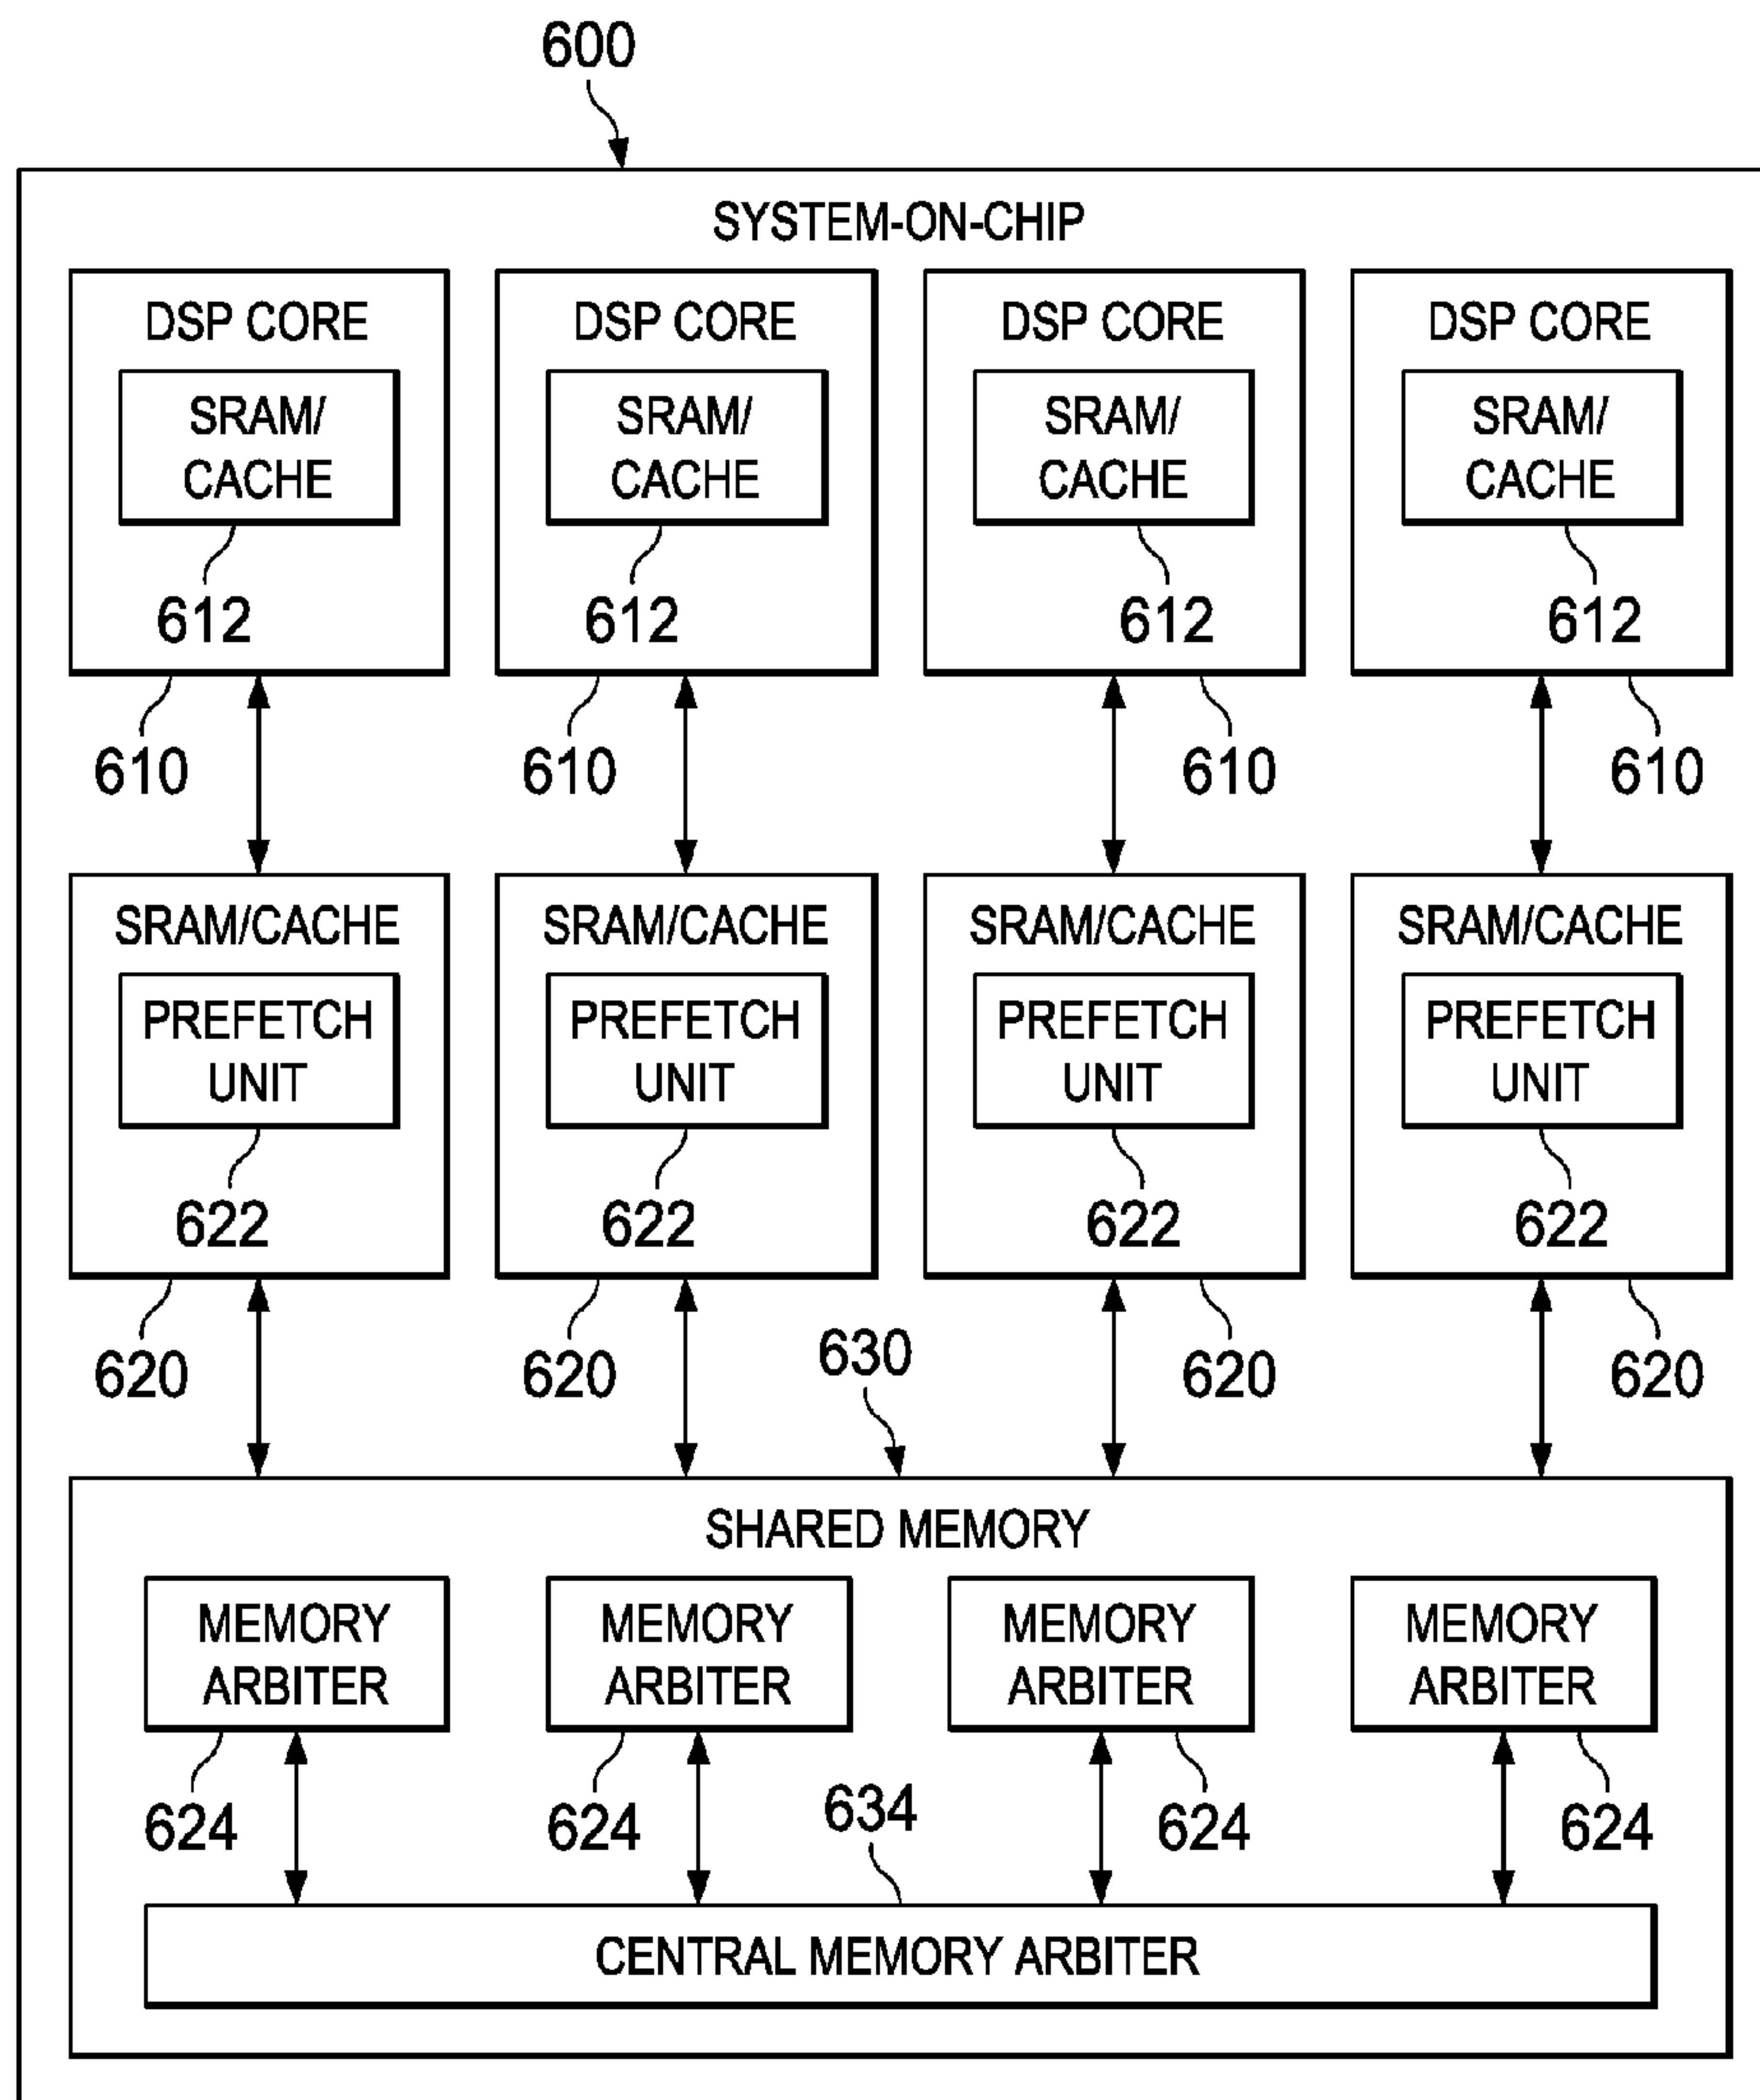 600
SYSTEM-ON-CHIP
DSP CORE DSP CORE DSP CORE DSP CORE
SRAM/ SRAM/ SRAM/ SRAM/
CACHE CACHE CACHE CACHE
612 612 612 612
610 610 610 610
SRAM/CACHE SRAM/CACHE SRAM/CACHE SRAM/CACHE
PREFETCH PREFETCH PREFETCH PREFETCH
UNIT UNIT UNIT UNIT
622 622 622 622
620 620 630 620 620
SHARED MEMORY
MEMORY MEMORY MEMORY MEMORY
ARBITER ARBITER ARBITER ARBITER
624 624 634 624 624
CENTRAL MEMORY ARBITER